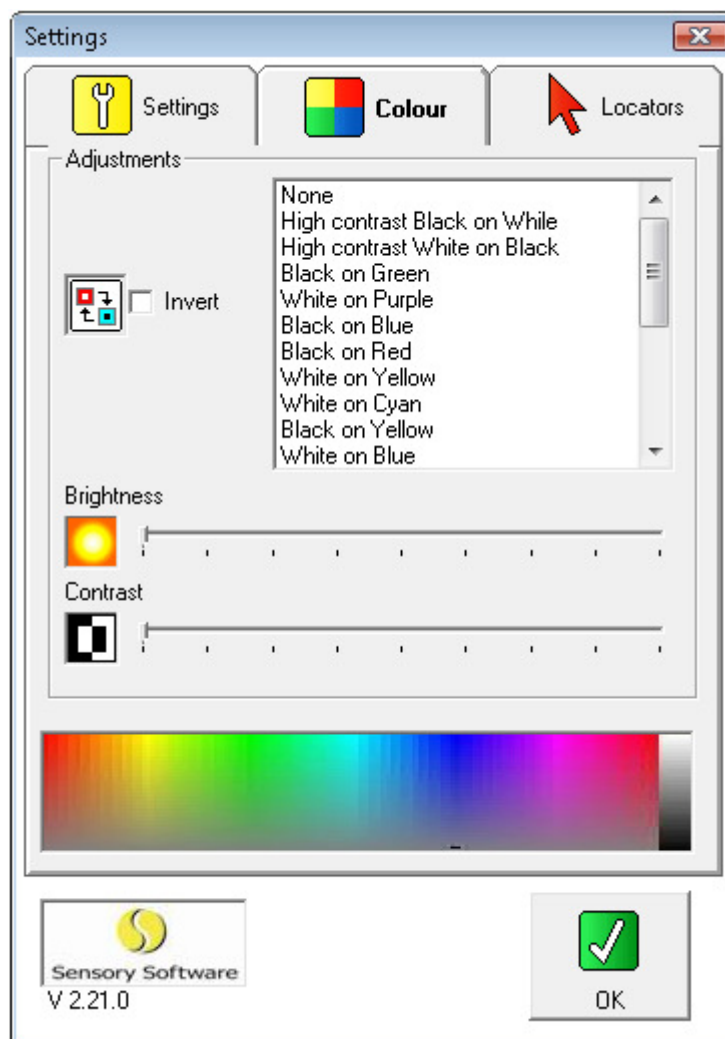 Settings
Settings
Colour
Locators
Adjustments
Invert
None
High contrast Black on While
High contrast White on Black
Black on Green
White on Purple
Black on Blue
Black on Red
White on Yellow
White on Cyan
Black on Yellow
White on Blue
Brightness
Contrast
Sensory Software
V 2.21.0
OK